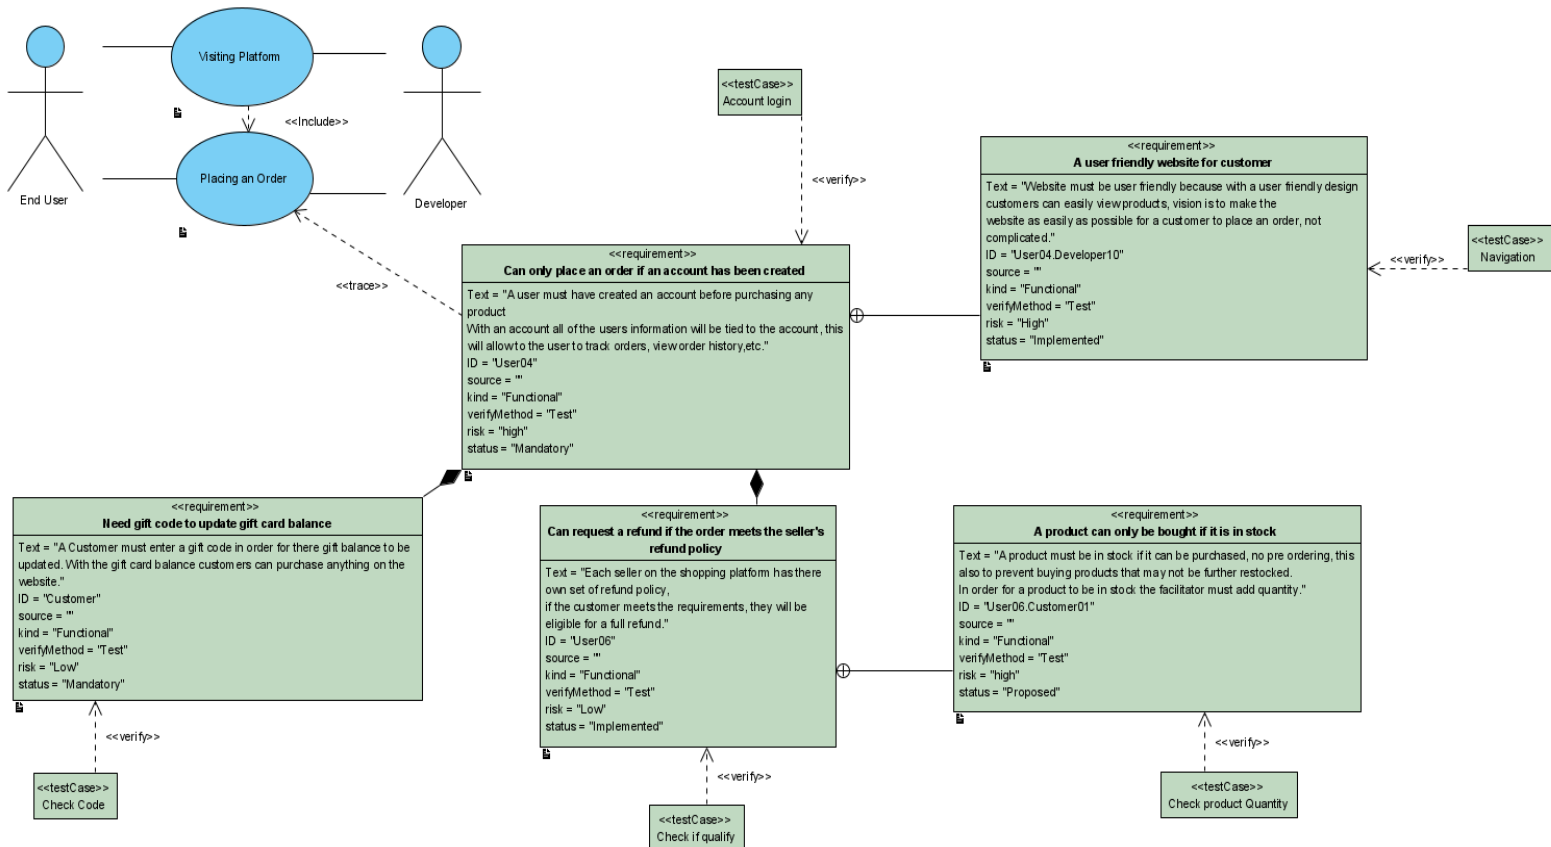 Visiting Platform
<<Include>>
Placing an Order
End User
Developer
<<trace>>
<<testCase>>
Account login
<<verify>>
<<requirement>>
A user friendly website for customer
Text = "Website must be user friendly because with a user friendly design
customers can easily view products, vision is to make the
website as easily as possible for a customer to place an order, not
complicated."
ID = "User04.Developer10"
source = ""
kind = "Functional"
verifyMethod = "Test"
risk = "High"
status = "Implemented"
<<testCase>>
Navigation
<<verify>>
<<requirement>>
Can only place an order if an account has been created
Text = "A user must have created an account before purchasing any
product
With an account all of the users information will be tied to the account, this
will allow to the user to track orders, view order history,etc."
ID = "User04"
source = ""
kind = "Functional"
verifyMethod = "Test"
risk = "high"
status = "Mandatory"
<<requirement>>
Need gift code to update gift card balance
Text = "A Customer must enter a gift code in order for there gift balance to be
updated. With the gift card balance customers can purchase anything on the
website."
ID = "Customer"
source = ""
kind = "Functional"
verifyMethod = "Test"
risk = "Low"
status = "Mandatory"
<<verify>>
<<testCase>>
Check Code
<<requirement>>
Can request a refund if the order meets the seller's
refund policy
Text = "Each seller on the shopping platform has there
own set of refund policy,
if the customer meets the requirements, they will be
eligible for a full refund."
ID = "User06"
source = ""
kind = "Functional"
verifyMethod = "Test"
risk = "Low"
status = "Implemented"
<<verify>>
<<testCase>>
Check if qualify
<<requirement>>
A product can only be bought if it is in stock
Text = "A product must be in stock if it can be purchased, no pre ordering, this
also to prevent buying products that may not be further restocked.
In order for a product to be in stock the facilitator must add quantity."
ID = "User06.Customer01"
source = ""
kind = "Functional"
verifyMethod = "Test"
risk = "high"
status = "Proposed"
<<verify>>
<<testCase>>
Check product Quantity